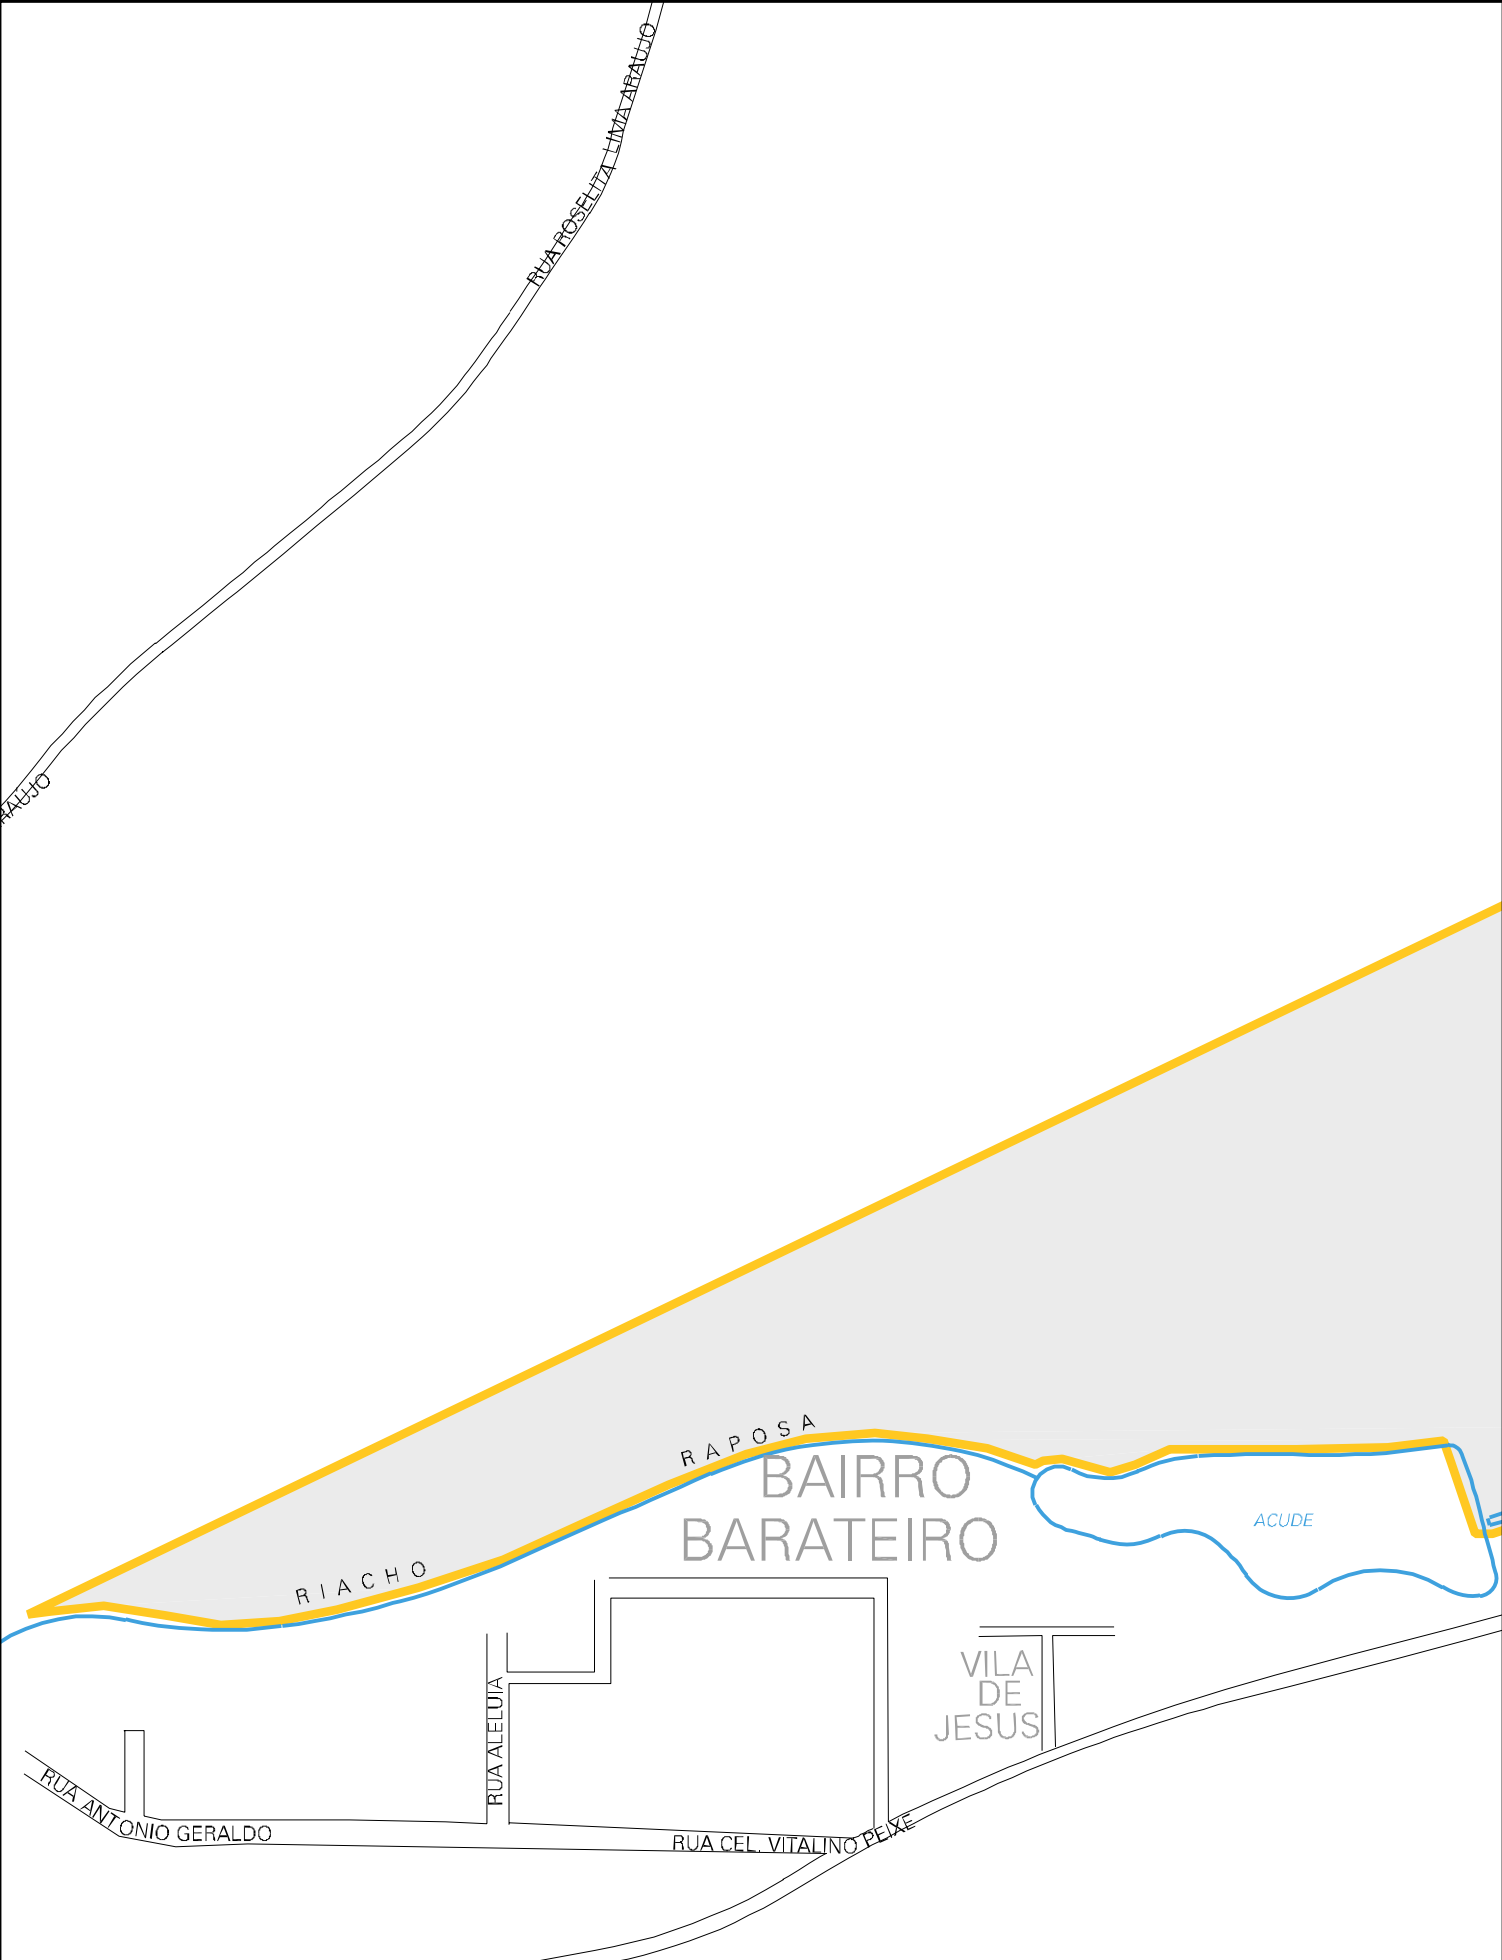 RUA ROSELITA LIMA ARAUJO
RAÚJO
RIACHO RAPOSA
BAIRRO
BARATEIRO
ACUDE
VILA
DE
JESUS
RUA ALELUIA
RUA ANTONIO GERALDO
RUA CEL. VITALINO PEIXE